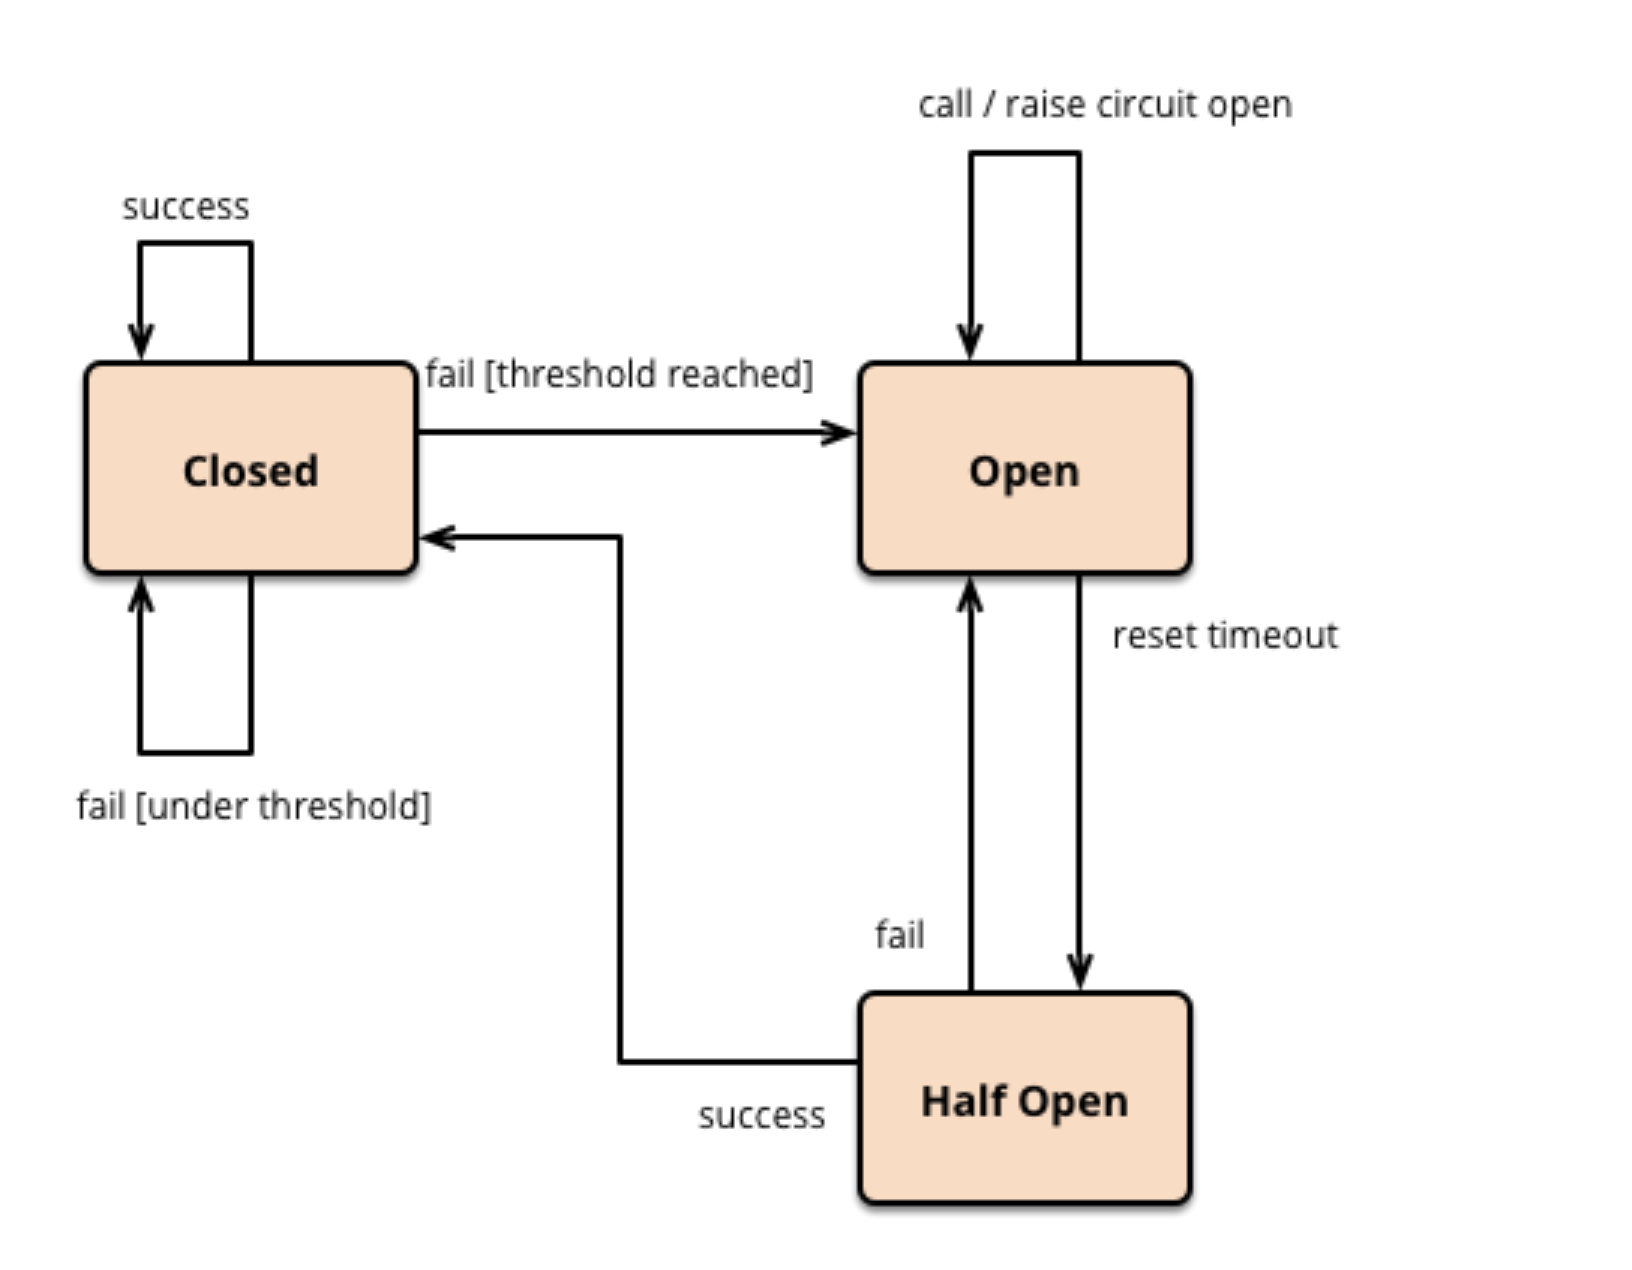 call / raise circuit open
success
fail [threshold reached]
Closed
Open
reset timeout
fail [under threshold]
fail
Half Open
success